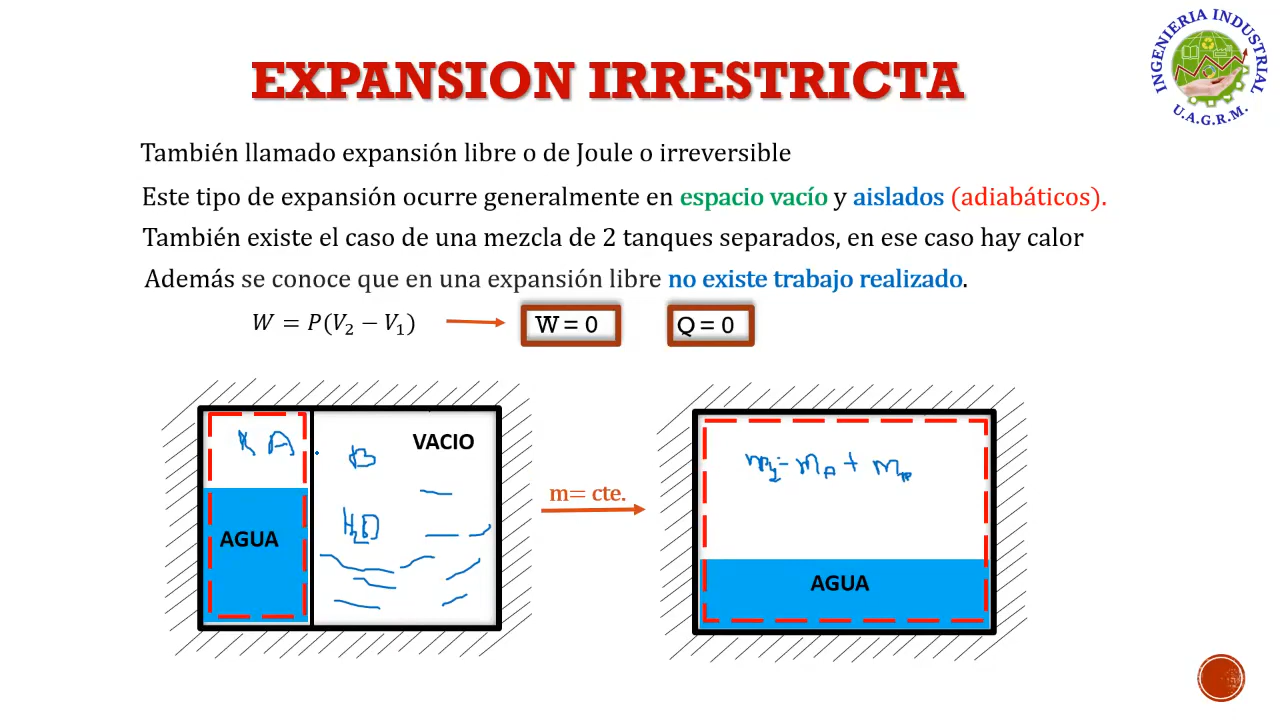 EXPANSION IRRESTRICTA
INGENIERIA INDUSTRIAL
U.A.G.R.M.
También llamado expansión libre o de Joule o irreversible
Este tipo de expansión ocurre generalmente en espacio vacío y aislados (adiabáticos).
También existe el caso de una mezcla de 2 tanques separados, en ese caso hay calor
Además se conoce que en una expansión libre no existe trabajo realizado.
W = P(V₂ − V₁)
W = 0
Q = 0
A
B
VACIO
H₂O
AGUA
m= cte.
AGUA